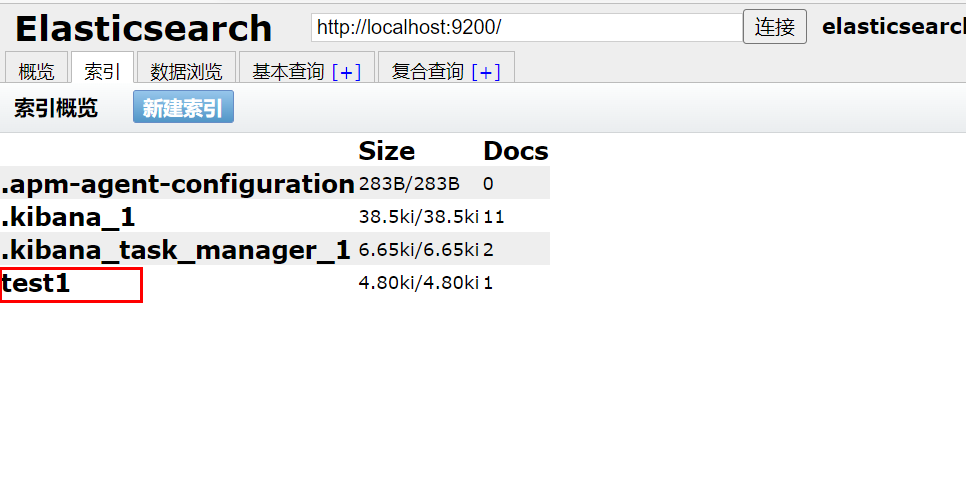 Elasticsearch http://localhost:9200/ 连接 elasticsearch
概览 索引 数据浏览 基本查询 [+] 复合查询 [+]
索引概览 新建索引
Size Docs
.apm-agent-configuration 283B/283B 0
.kibana_1 38.5ki/38.5ki 11
.kibana_task_manager_1 6.65ki/6.65ki 2
test1 4.80ki/4.80ki 1